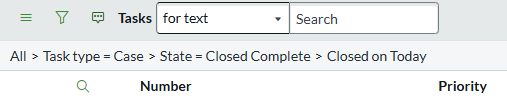 Tasks for text Search
All > Task type = Case > State = Closed Complete > Closed on Today
Number Priority